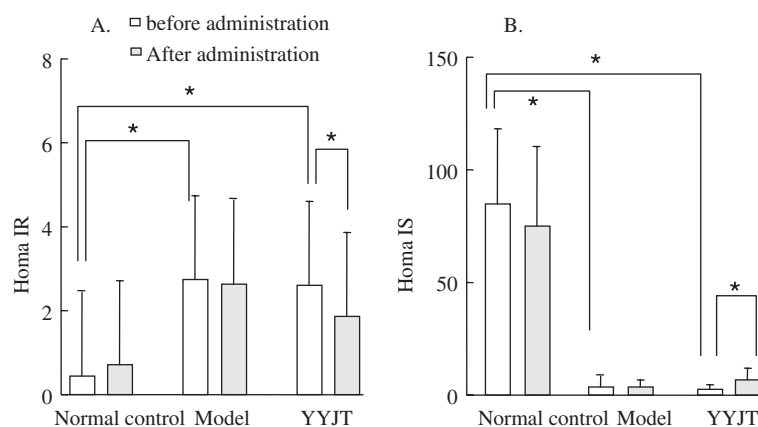 A.
before administration
After administration
8
6
4
2
0
Homa IR
*
*
*
Normal control Model YYJT
B.
150
100
50
0
Homa IS
*
*
*
Normal control Model YYJT